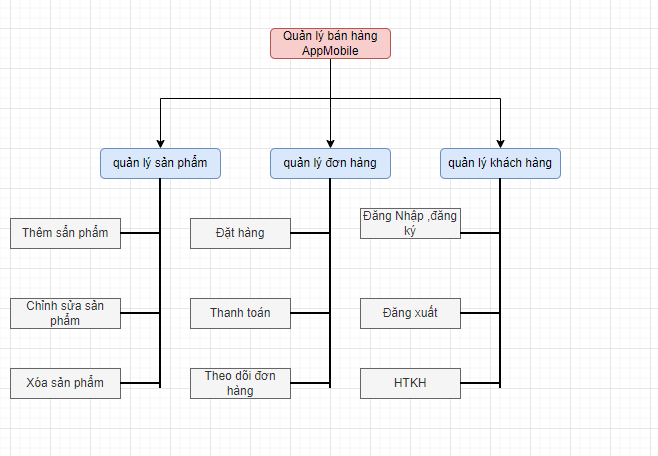 Quản lý bán hàng
AppMobile
quản lý sản phẩm
quản lý đơn hàng
quản lý khách hàng
Thêm sẩn phẩm
Đặt hàng
Đăng Nhập ,đăng
ký
Chỉnh sửa sản
phẩm
Thanh toán
Đăng xuất
Xóa sản phẩm
Theo dõi đơn
hàng
HTKH